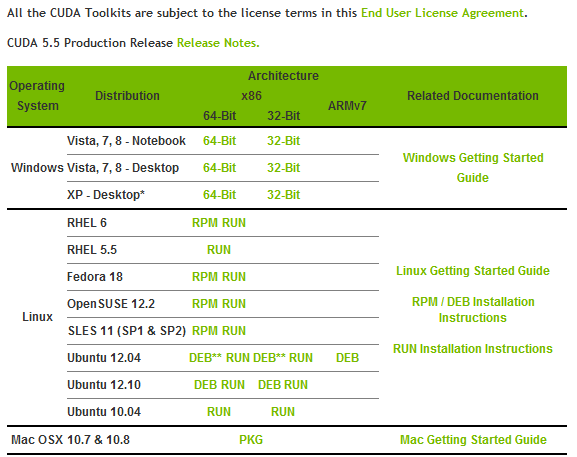 All the CUDA Toolkits are subject to the license terms in this End User License Agreement.
CUDA 5.5 Production Release Release Notes.
Operating System Distribution Architecture Related Documentation
x86 ARMv7
64-Bit 32-Bit
Windows Vista, 7, 8 - Notebook 64-Bit 32-Bit Windows Getting Started Guide
Vista, 7, 8 - Desktop 64-Bit 32-Bit
XP - Desktop* 64-Bit 32-Bit
Linux RHEL 6 RPM RUN
RHEL 5.5 RUN
Fedora 18 RPM RUN Linux Getting Started Guide
OpenSUSE 12.2 RPM RUN RPM / DEB Installation Instructions
SLES 11 (SP1 & SP2) RPM RUN
Ubuntu 12.04 DEB** RUN DEB** RUN DEB RUN Installation Instructions
Ubuntu 12.10 DEB RUN DEB RUN
Ubuntu 10.04 RUN RUN
Mac OSX 10.7 & 10.8 PKG Mac Getting Started Guide